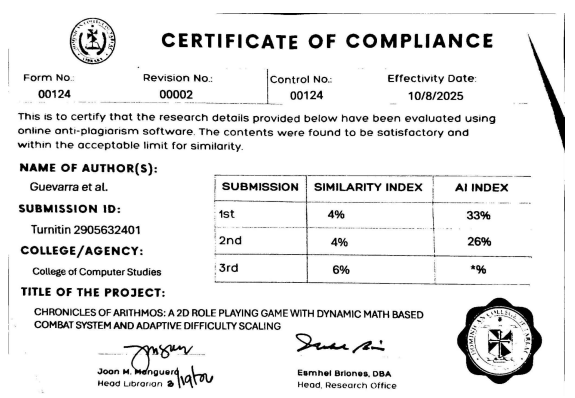 CERTIFICATE OF COMPLIANCE
Form No.: Revision No.: Control No.: Effectivity Date:
00124 00002 00124 10/8/2025
This is to certify that the research details provided below have been evaluated using
online anti-plagiarism software. The contents were found to be satisfactory and
within the acceptable limit for similarity.
NAME OF AUTHOR(S):
Guevarra et al.
SUBMISSION ID:
Turnitin 2905632401
COLLEGE/AGENCY:
College of Computer Studies
SUBMISSION SIMILARITY INDEX AI INDEX
1st 4% 33%
2nd 4% 26%
3rd 6% *%
TITLE OF THE PROJECT:
CHRONICLES OF ARITHMOS: A 2D ROLE PLAYING GAME WITH DYNAMIC MATH BASED
COMBAT SYSTEM AND ADAPTIVE DIFFICULTY SCALING
Joan M.
Head Librarian
Esmhel Briones, DBA
Head, Research Office
LIBRARY